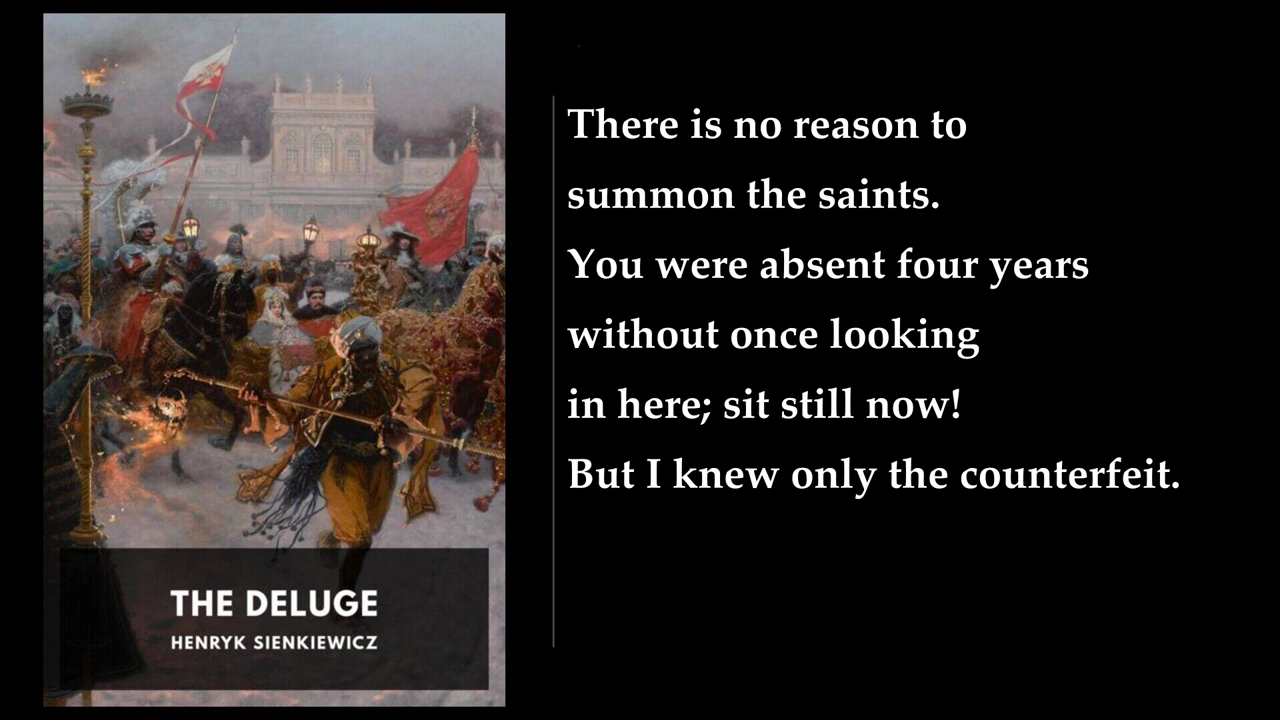 THE DELUGE
HENRYK SIENKIEWICZ
There is no reason to
summon the saints.
You were absent four years
without once looking
in here; sit still now!
But I knew only the counterfeit.